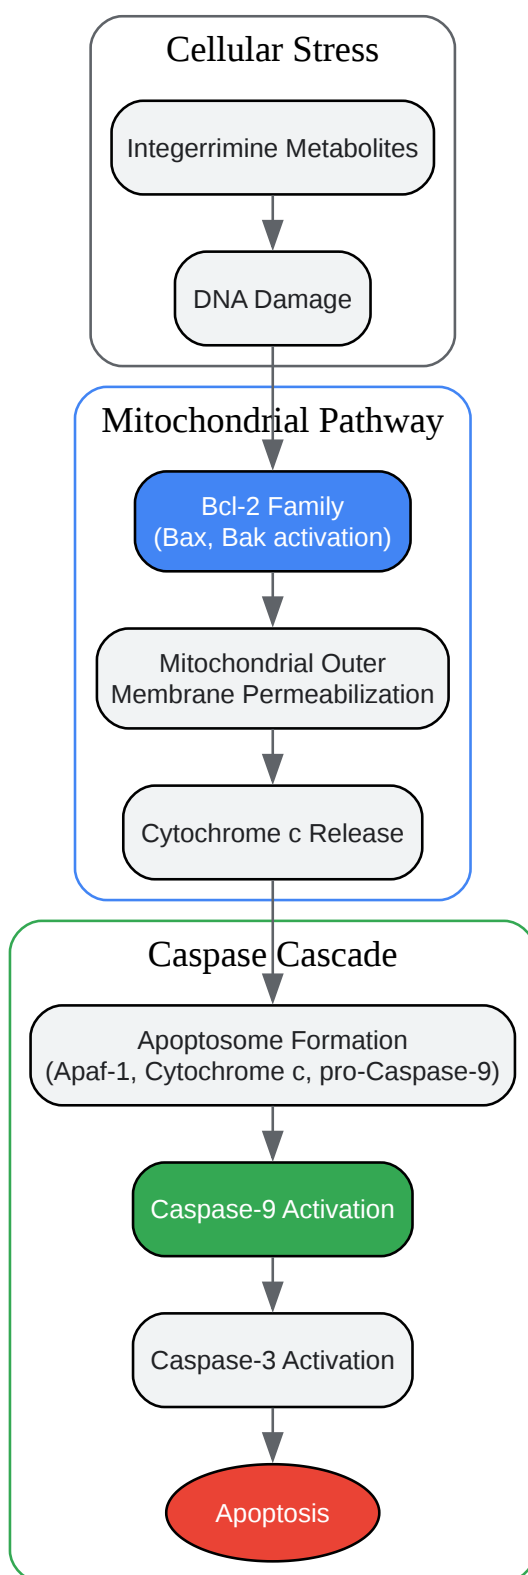 Cellular Stress
Integerrimine Metabolites
DNA Damage
Mitochondrial Pathway
Bcl-2 Family
(Bax, Bak activation)
Mitochondrial Outer
Membrane Permeabilization
Cytochrome c Release
Caspase Cascade
Apoptosome Formation
(Apaf-1, Cytochrome c, pro-Caspase-9)
Caspase-9 Activation
Caspase-3 Activation
Apoptosis